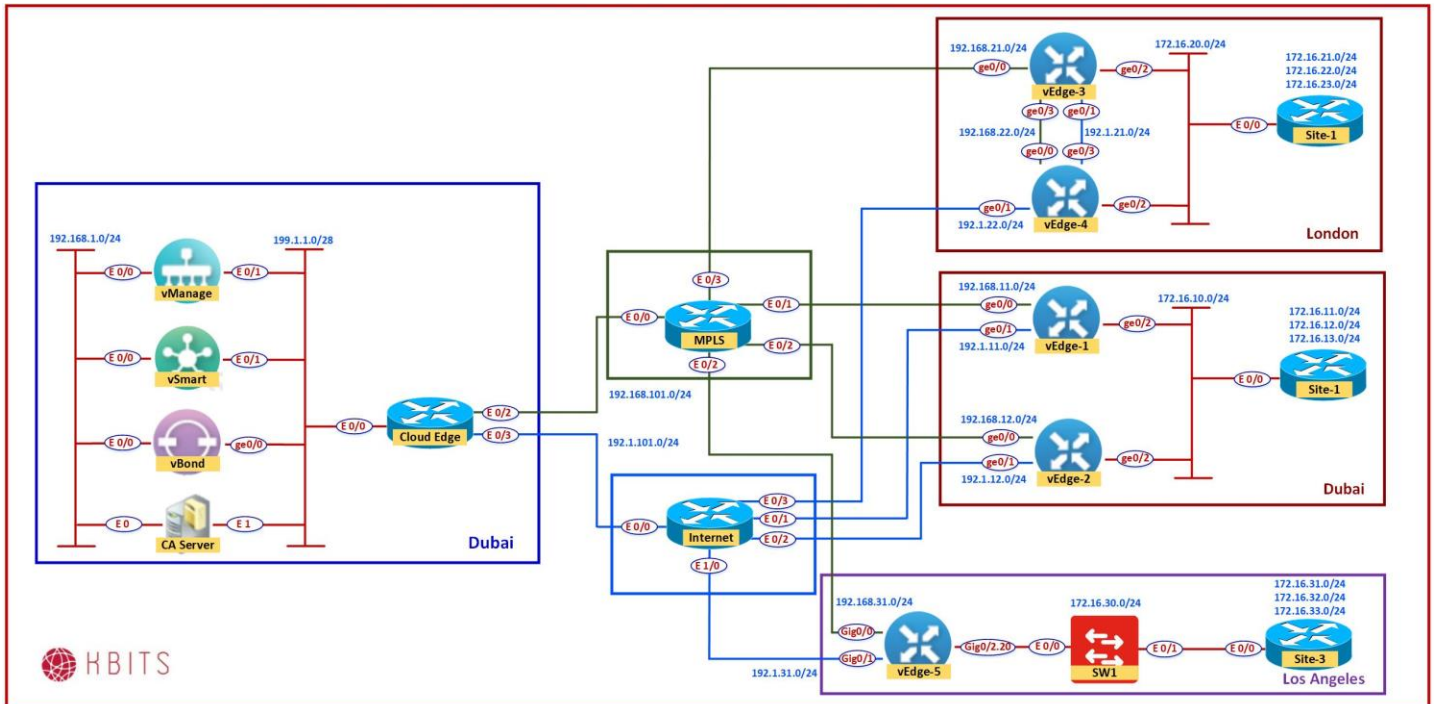 192.168.1.0/24
199.1.1.0/28
E 0/0
vManage
E 0/1
E 0/0
vSmart
E 0/1
E 0/0
vBond
ge0/0
E 0
CA Server
E 1
E 0/0
Cloud Edge
E 0/2
E 0/3
Dubai
192.168.101.0/24
192.1.101.0/24
E 0/3
E 0/0
MPLS
E 0/1
E 0/2
E 0/2
E 0/0
Internet
E 0/3
E 0/1
E 0/2
E 1/0
192.168.21.0/24
ge0/0
vEdge-3
ge0/2
172.16.20.0/24
172.16.21.0/24
172.16.22.0/24
172.16.23.0/24
ge0/3
ge0/1
192.168.22.0/24
192.1.21.0/24
ge0/0
ge0/3
E 0/0
Site-1
ge0/1
192.1.22.0/24
vEdge-4
ge0/2
London
192.168.11.0/24
ge0/0
ge0/1
192.1.11.0/24
vEdge-1
ge0/2
172.16.10.0/24
172.16.11.0/24
172.16.12.0/24
172.16.13.0/24
E 0/0
Site-1
192.168.12.0/24
ge0/0
ge0/1
192.1.12.0/24
vEdge-2
ge0/2
Dubai
192.168.31.0/24
Gig0/0
Gig0/1
192.1.31.0/24
vEdge-5
Gig0/2.20
172.16.30.0/24
E 0/0
SW1
E 0/1
E 0/0
172.16.31.0/24
172.16.32.0/24
172.16.33.0/24
Site-3
Los Angeles
KBITS